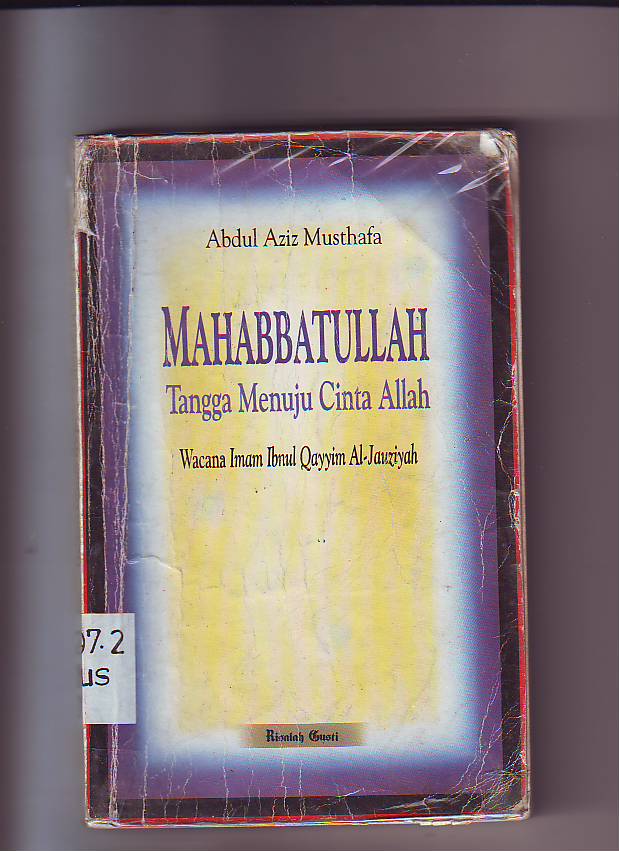 Abdul Aziz Musthafa
MAHABBATULLAH
Tangga Menuju Cinta Allah
Wacana Imam Ibnul Qayyim Al-Jauziyah
97.2
us
Risalah Gusti